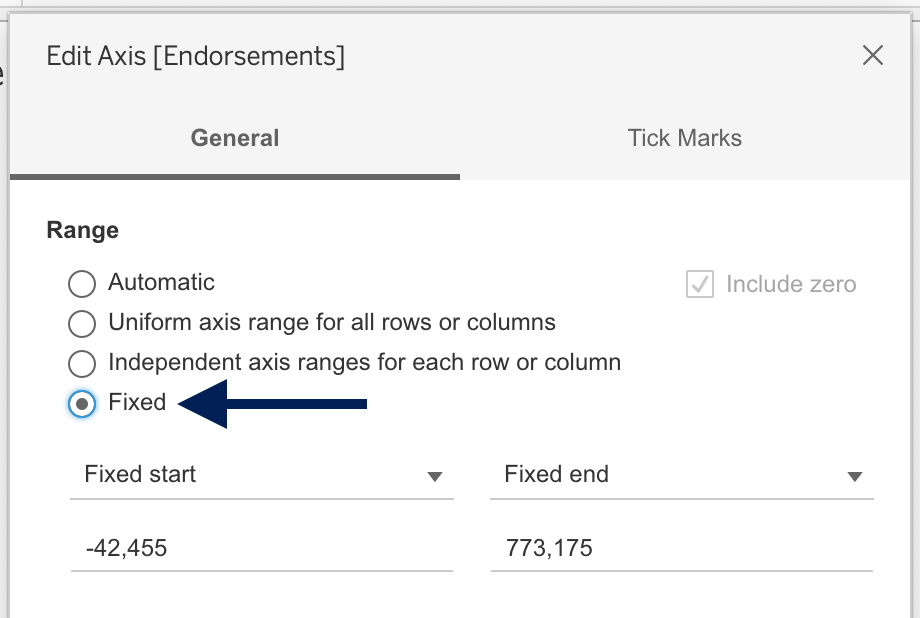 Edit Axis [Endorsements]
General
Tick Marks
Range
Automatic
Include zero
Uniform axis range for all rows or columns
Independent axis ranges for each row or column
Fixed
Fixed start
Fixed end
-42,455
773,175